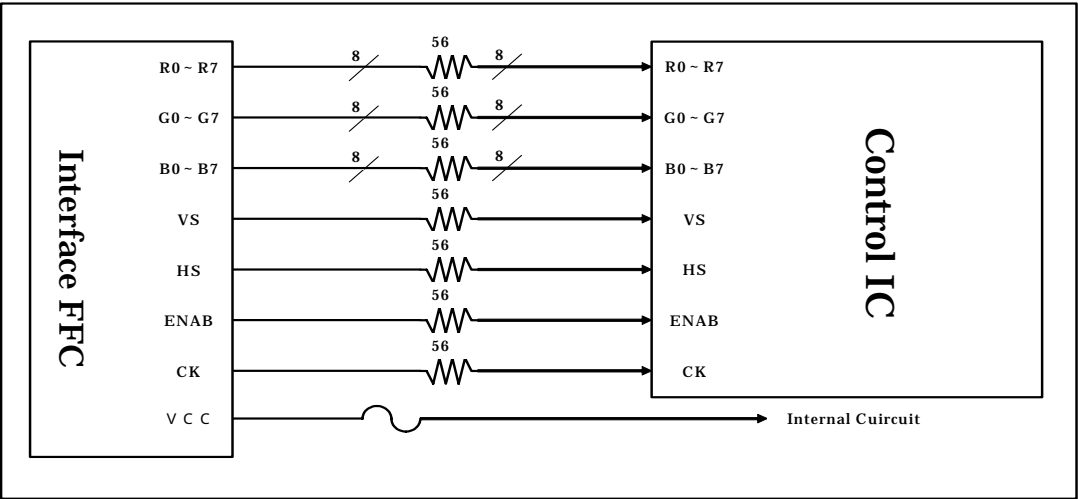 56
R0~R7 8 8 R0~R7
56
G0~G7 8 8 G0~G7
56
B0~B7 8 8 B0~B7
56
VS VS
56
HS HS
56
ENAB ENAB
56
CK CK
VCC Internal Cuircuit
Interface FFC
Control IC